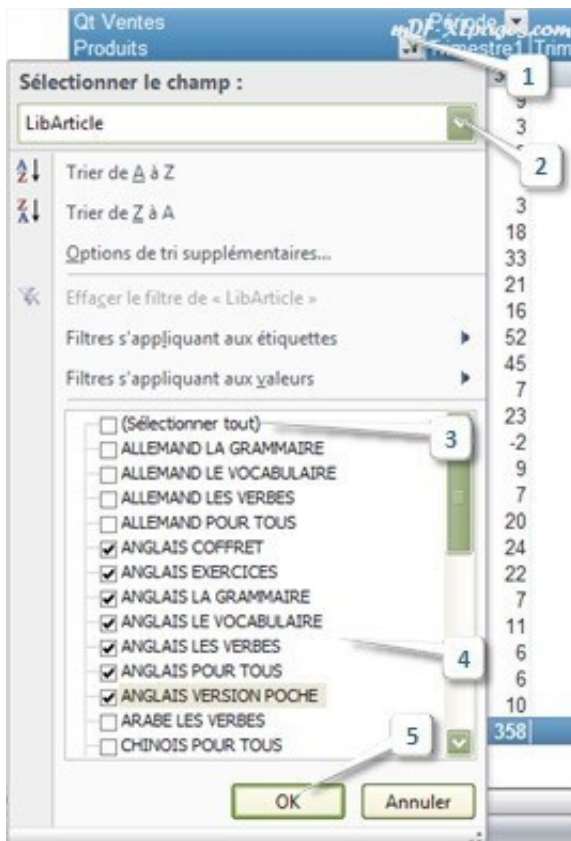 Qt Ventes
Période
mDF-XLpages.com
Produits
Trimestre1 Trim
1
Sélectionner le champ :
LibArticle
2
Trier de A à Z
Trier de Z à A
Options de tri supplémentaires...
Effacer le filtre de « LibArticle »
Filtres s'appliquant aux étiquettes
Filtres s'appliquant aux valeurs
(Sélectionner tout)
3
ALLEMAND LA GRAMMAIRE
ALLEMAND LE VOCABULAIRE
ALLEMAND LES VERBES
ALLEMAND POUR TOUS
ANGLAIS COFFRET
ANGLAIS EXERCICES
ANGLAIS LA GRAMMAIRE
ANGLAIS LE VOCABULAIRE
ANGLAIS LES VERBES
4
ANGLAIS POUR TOUS
ANGLAIS VERSION POCHE
ARABE LES VERBES
CHINOIS POUR TOUS
5
OK
Annuler
9
3
3
18
33
21
16
52
45
7
23
-2
9
7
20
24
22
7
11
6
6
10
358